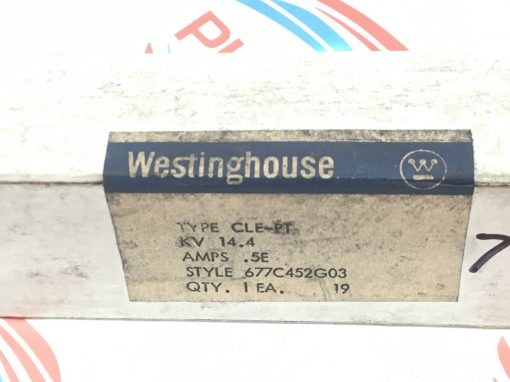 Westinghouse W
TYPE CLE-PT
KV 14.4
AMPS .5E
STYLE 677C452G03
QTY. 1 EA. 19
7